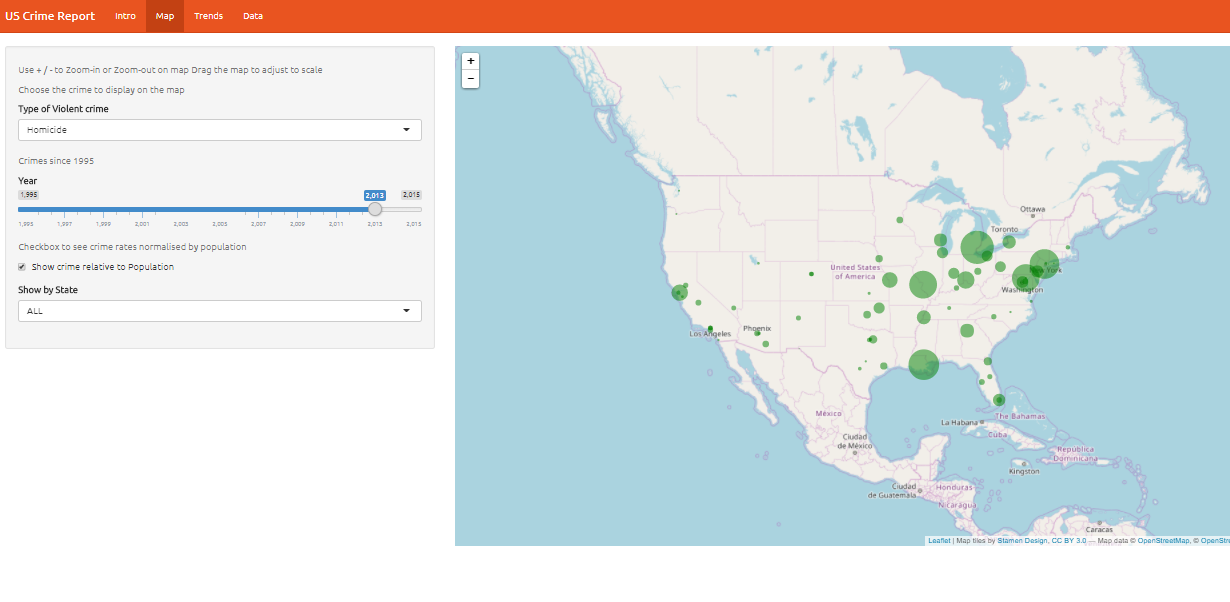 US Crime Report Intro Map Trends Data
Use + / - to Zoom-in or Zoom-out on map Drag the map to adjust to scale
Choose the crime to display on the map
Type of Violent crime
Homicide
Crimes since 1995
Year
1,995 2,013 2,015
1,995 1,997 1,999 2,001 2,003 2,005 2,007 2,009 2,011 2,013 2,015
Checkbox to see crime rates normalised by population
Show crime relative to Population
Show by State
ALL
+
−
Ottawa
Toronto
United States
of America
York
Washington
Los Angeles
Phoenix
México
La Habana
The Bahamas
Cuba
Ciudad
de México
República
Dominicana
Kingston
Ciudad
de Guatemala
Honduras
Nicaragua
Caracas
Leaflet | Map tiles by Stamen Design, CC BY 3.0 — Map data © OpenStreetMap, © OpenStre